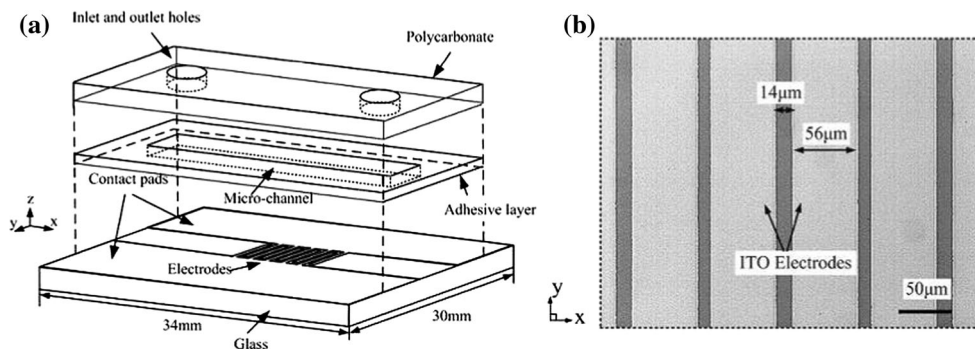 (a)
Inlet and outlet holes
Polycarbonate
Contact pads
Micro-channel
Adhesive layer
z
y
x
Electrodes
34mm
30mm
Glass
(b)
14μm
56μm
ITO Electrodes
50μm
y
x